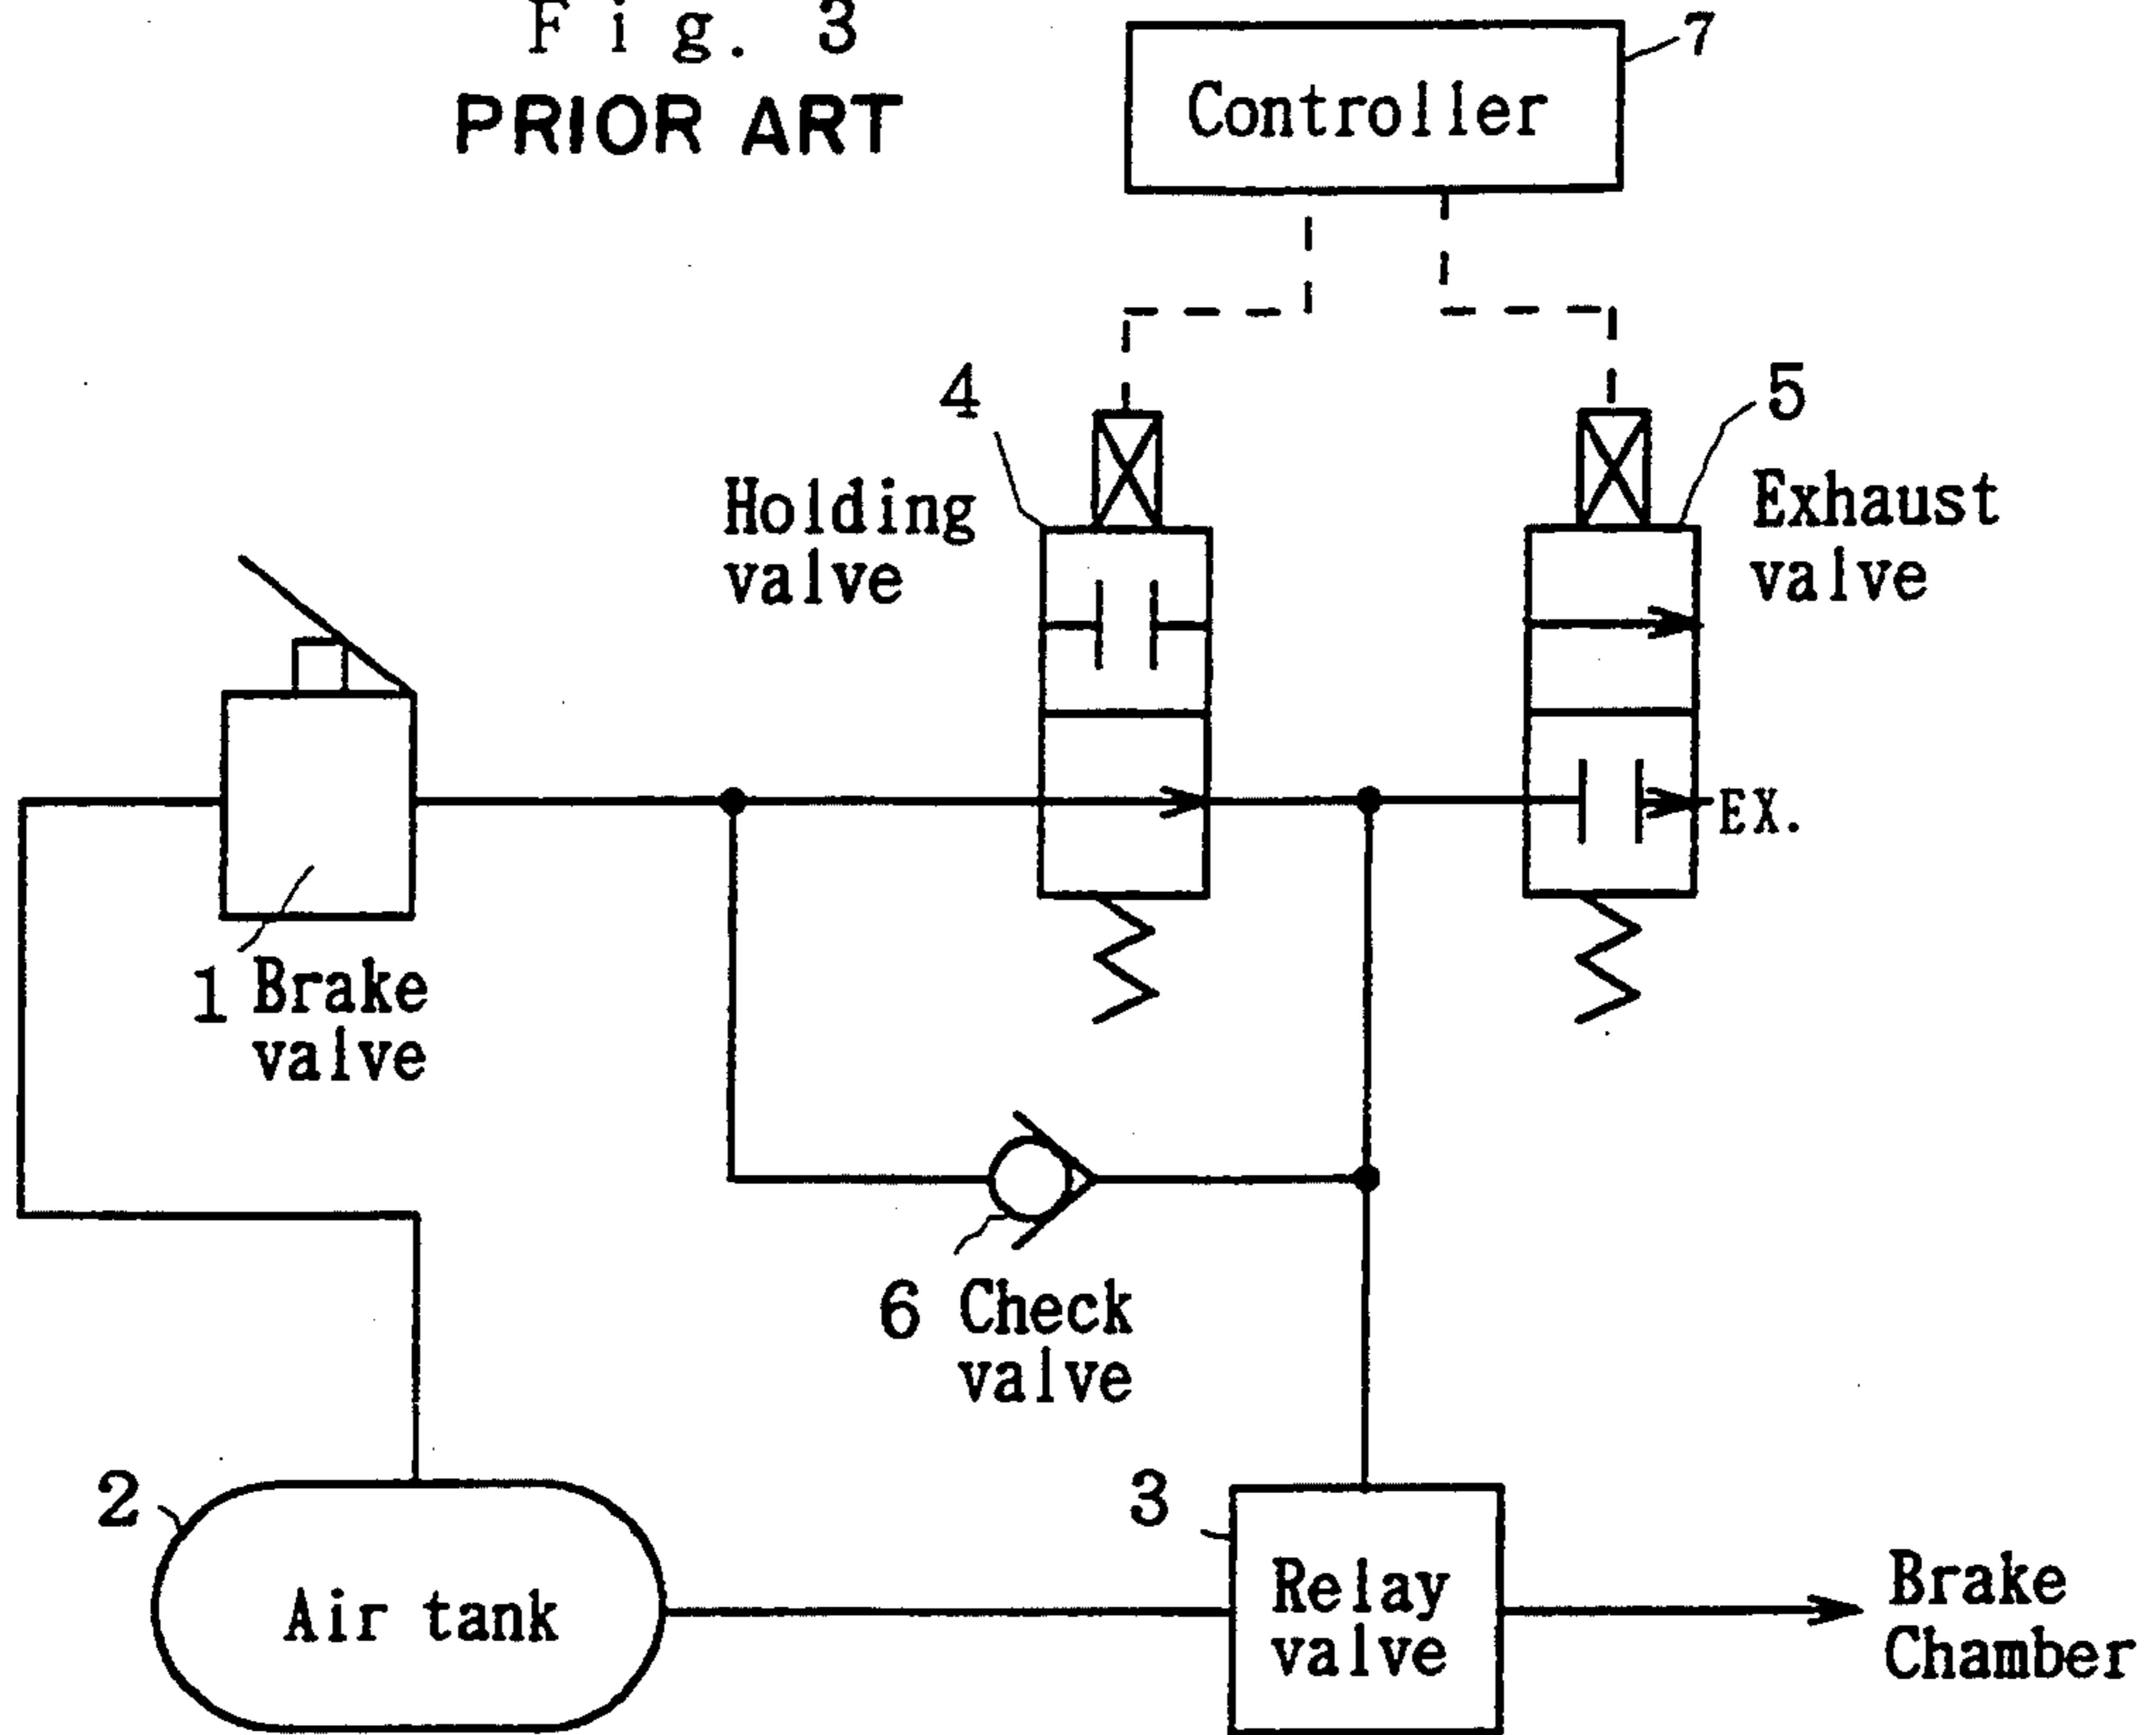 Fig. 3
PRIOR ART
7
Controller
4
5
Holding
valve
Exhaust
valve
EX.
1 Brake
valve
6 Check
valve
2
3
Air tank
Relay
valve
Brake
Chamber